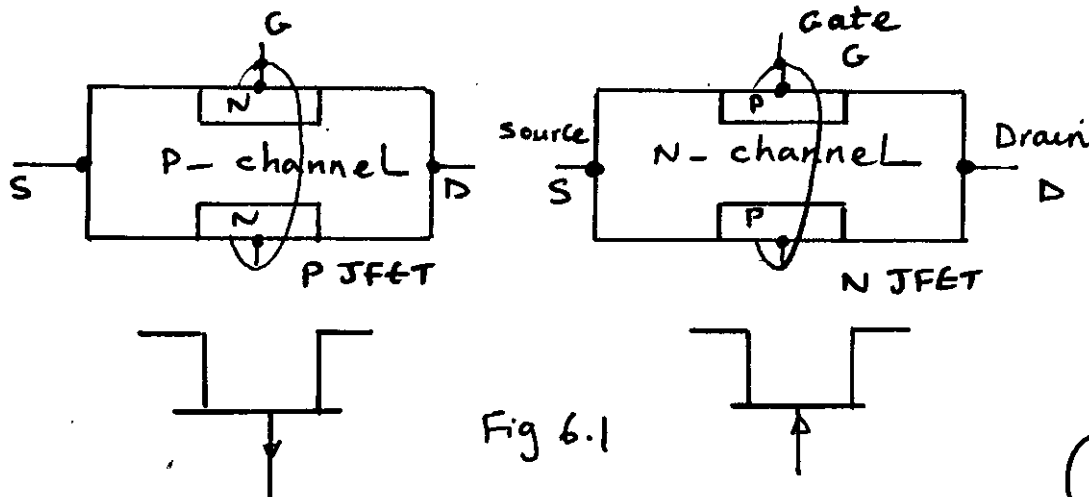 G
N
P- channel
S
D
N
P JFET
Gate
G
P
Source
N- channel
Drain
S
D
P
N JFET
Fig 6.1